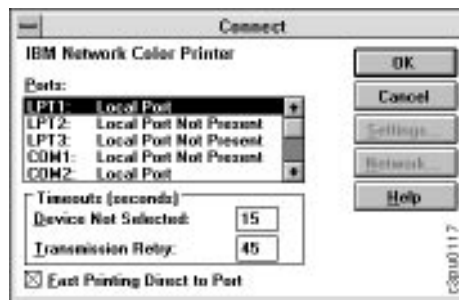 Connect
IBM Network Color Printer
Ports:
LPT1: Local Port
LPT2: Local Port Not Present
LPT3: Local Port Not Present
COM1: Local Port Not Present
COM2: Local Port
Timeouts (seconds)
Device Not Selected: 15
Transmission Retry: 45
Fast Printing Direct to Port
OK
Cancel
Settings...
Network...
Help
c3pu0117